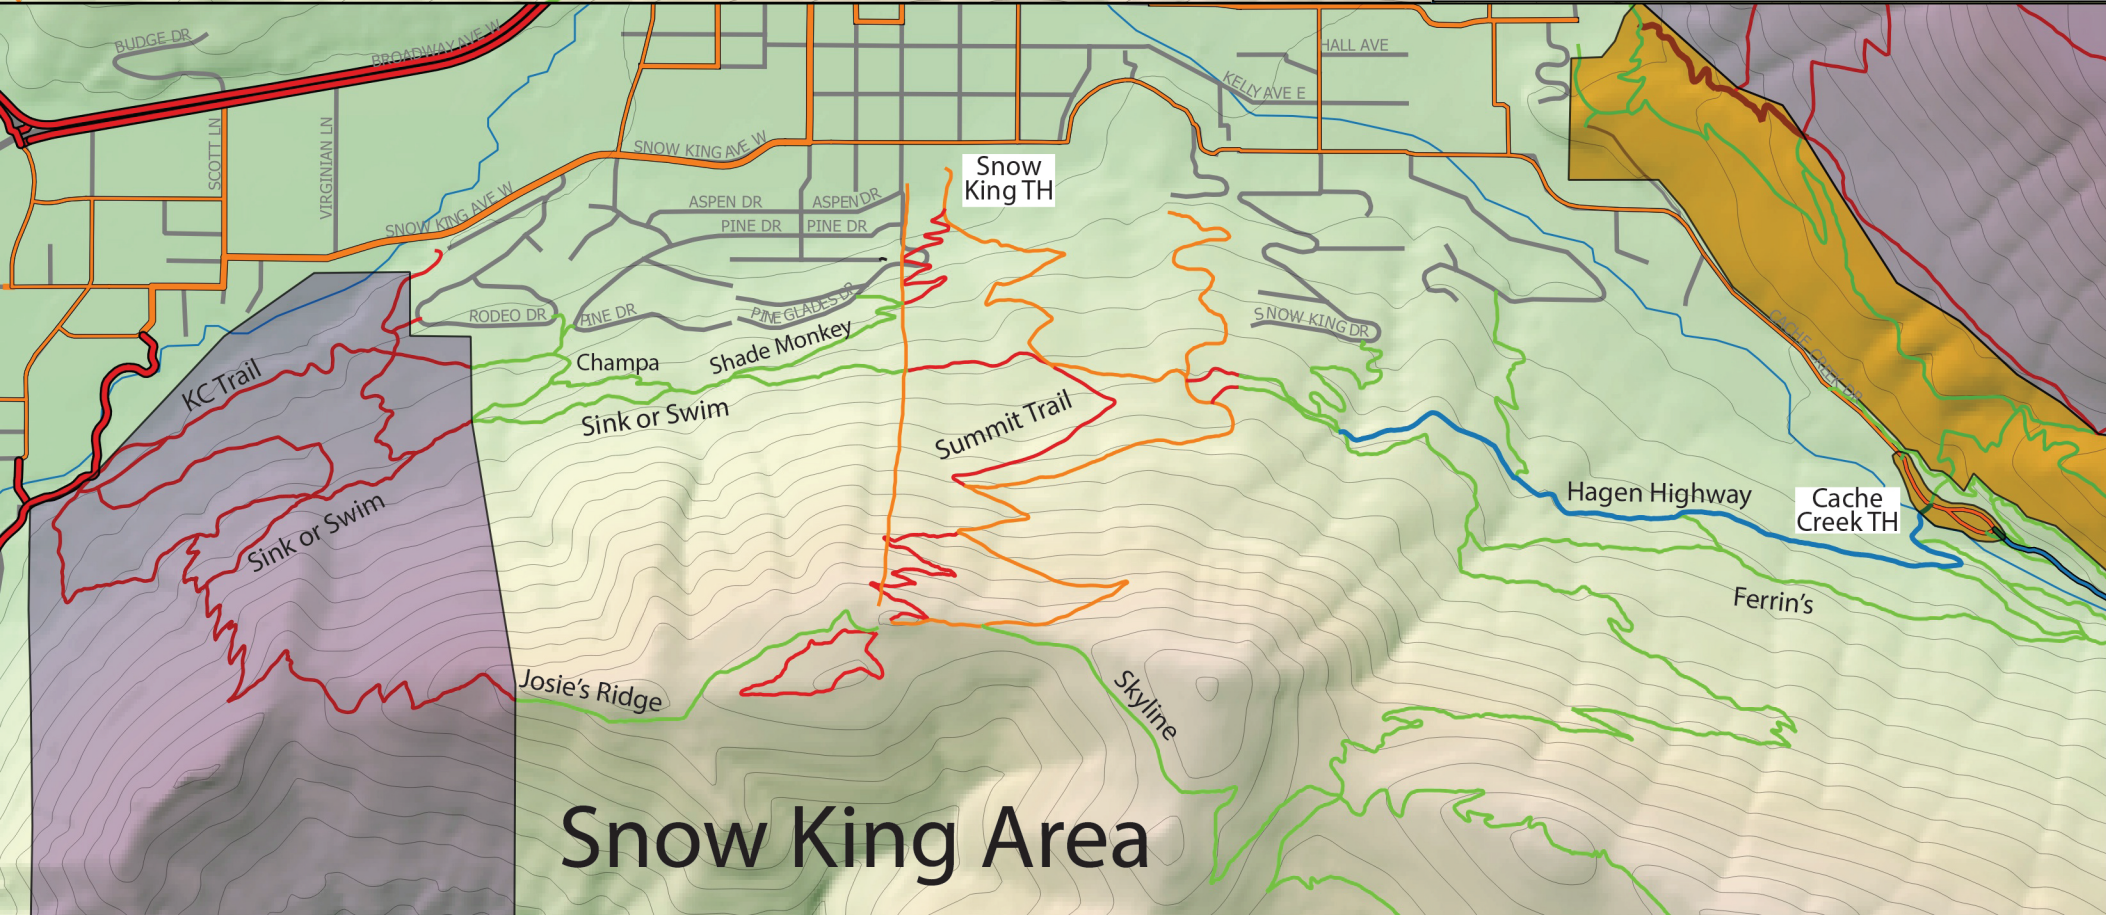 BUDGE DR
BROADWAY AVE W
HALL AVE
KELLY AVE E
SCOTT LN
VIRGINIAN LN
SNOW KING AVE W
Snow
King TH
SNOW KING AVE W
ASPEN DR
ASPEN DR
PINE DR
PINE DR
RODEO DR
PINE DR
PINE GLADES DR
SNOW KING DR
CACHE CREEK DR
KC Trail
Champa
Shade Monkey
Sink or Swim
Summit Trail
Sink or Swim
Hagen Highway
Cache
Creek TH
Ferrin's
Josie's Ridge
Skyline
Snow King Area